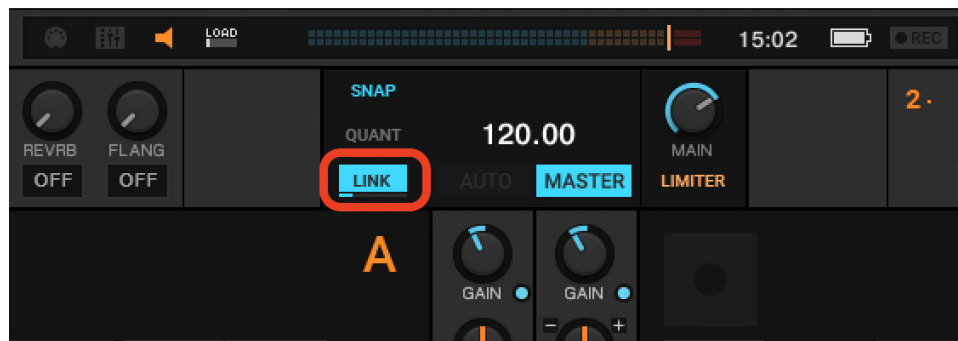 LOAD
15:02
REC
SNAP
2
REVRB FLANG
QUANT 120.00
MAIN
OFF OFF
LINK AUTO MASTER LIMITER
A
GAIN GAIN
- +